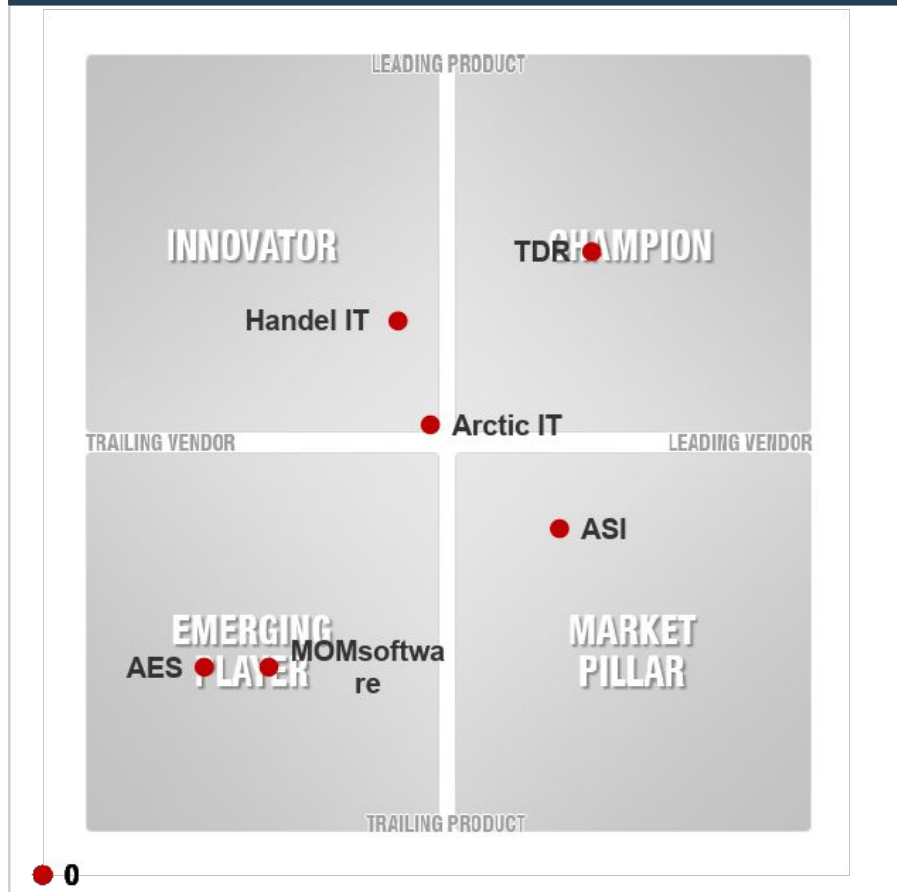 LEADING PRODUCT
INNOVATOR
CHAMPION
TDR
Handel IT
Arctic IT
TRAILING VENDOR
LEADING VENDOR
ASI
EMERGING
PLAYER
MARKET
PILLAR
AES
MOMsoftwa
re
TRAILING PRODUCT
0